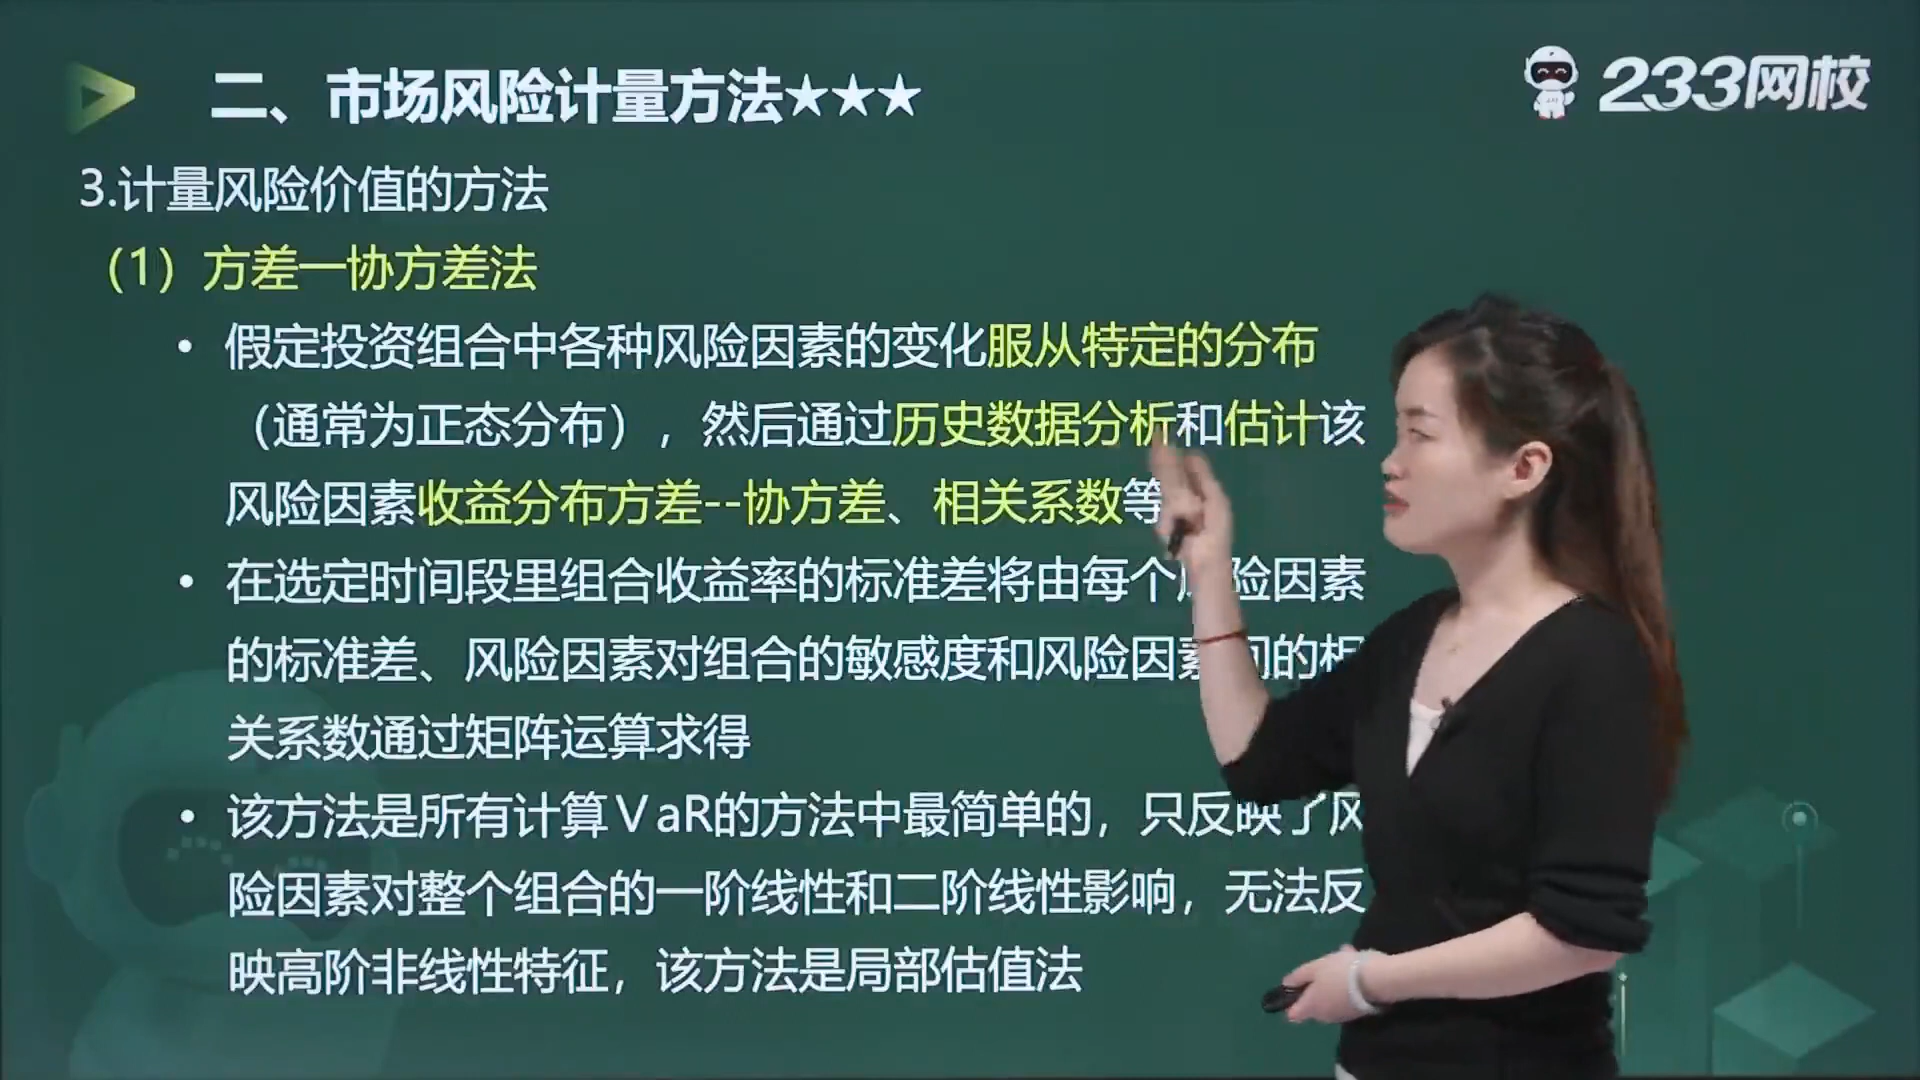 二、市场风险计量方法★★★
233网校
3.计量风险价值的方法
（1）方差一协方差法
• 假定投资组合中各种风险因素的变化服从特定的分布
（通常为正态分布），然后通过历史数据分析和估计该
风险因素收益分布方差--协方差、相关系数等
• 在选定时间段里组合收益率的标准差将由每个风险因素
的标准差、风险因素对组合的敏感度和风险因素间的相
关系数通过矩阵运算求得
• 该方法是所有计算VaR的方法中最简单的，只反映了风
险因素对整个组合的一阶线性和二阶线性影响，无法反
映高阶非线性特征，该方法是局部估值法